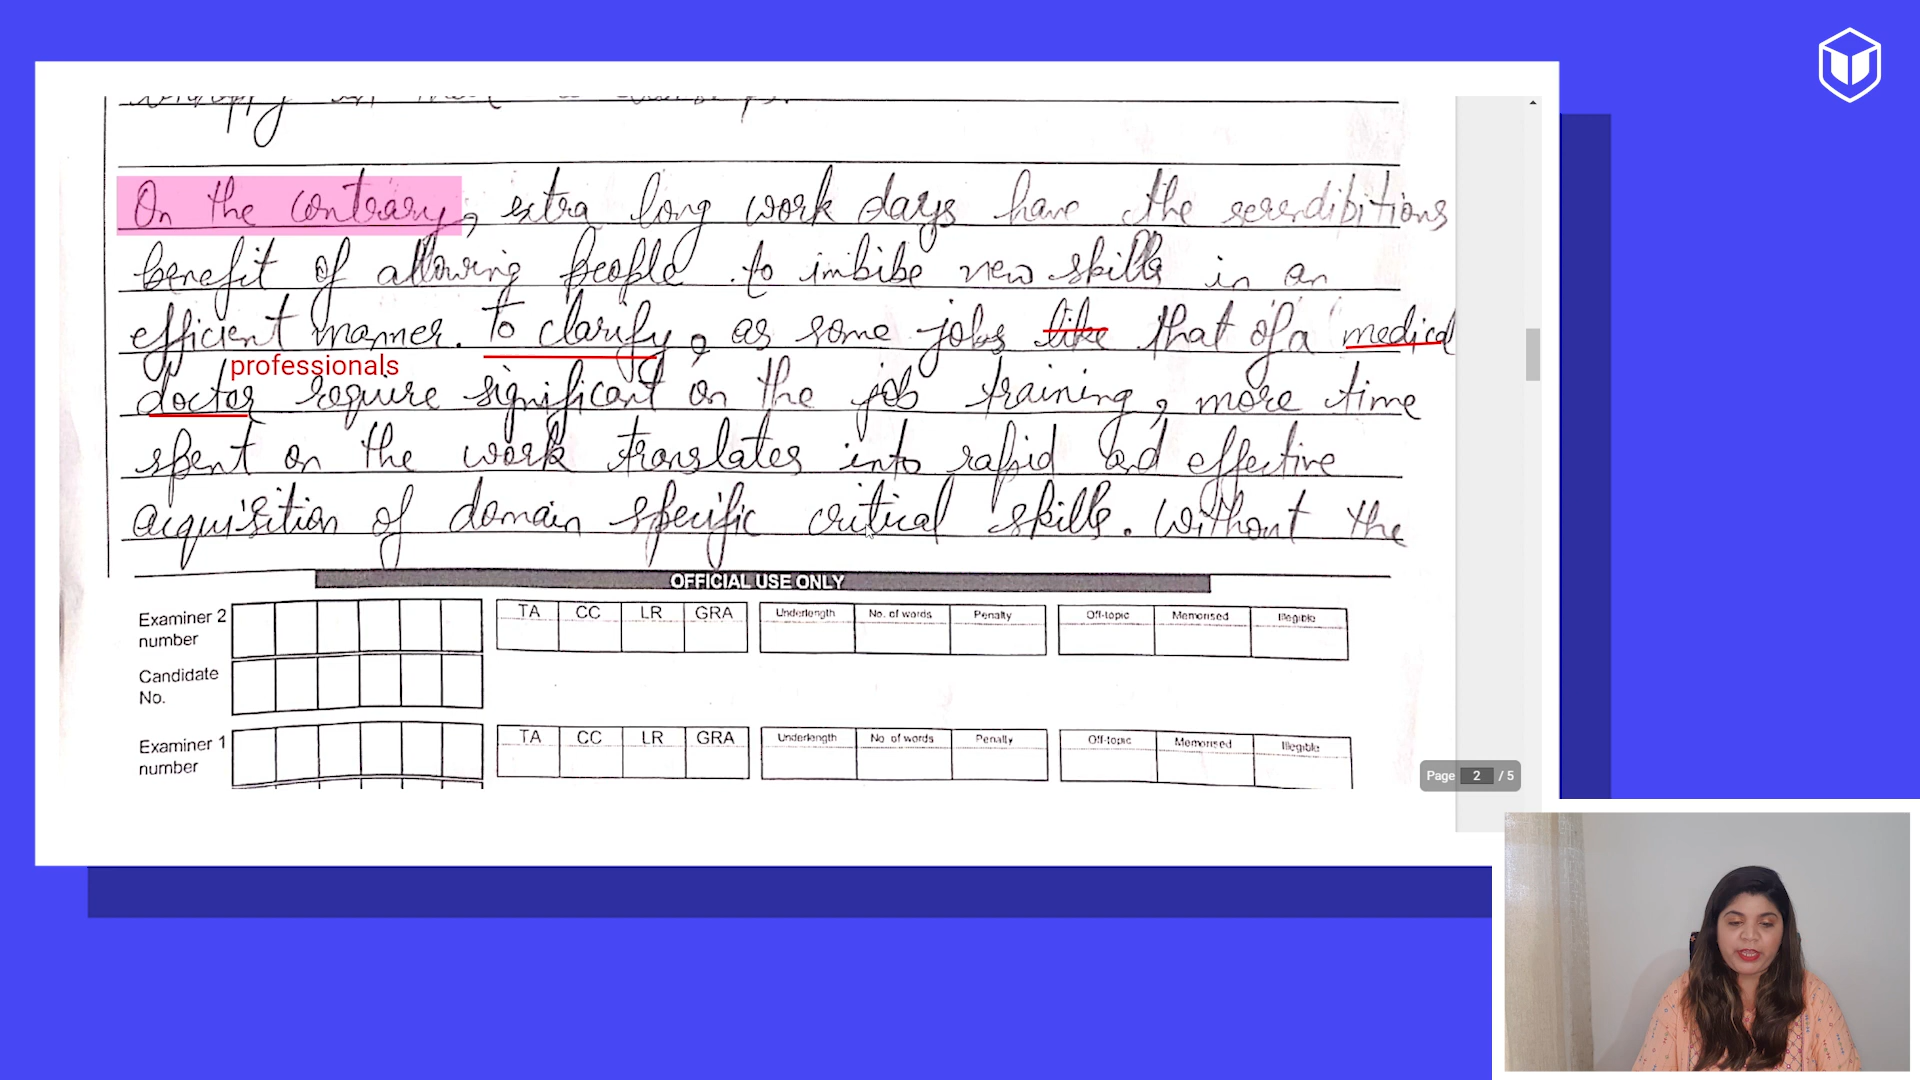 On the contrary, extra long work days have the serendibitions
benefit of allowing people to imbibe new skills in an
efficient manner. To clarify, as some jobs like that of a medical
professionals
doctor require significant on the job training, more time
spent on the work translates into rapid and effective
acquisition of domain specific critical skills. Without the
OFFICIAL USE ONLY
Examiner 2 number
TA CC LR GRA Underlength No. of words Penalty Off-topic Memorised Illegible
Candidate No.
Examiner 1 number
TA CC LR GRA Underlength No of words Penalty Off-topic Memorised Illegible
Page 2 / 5